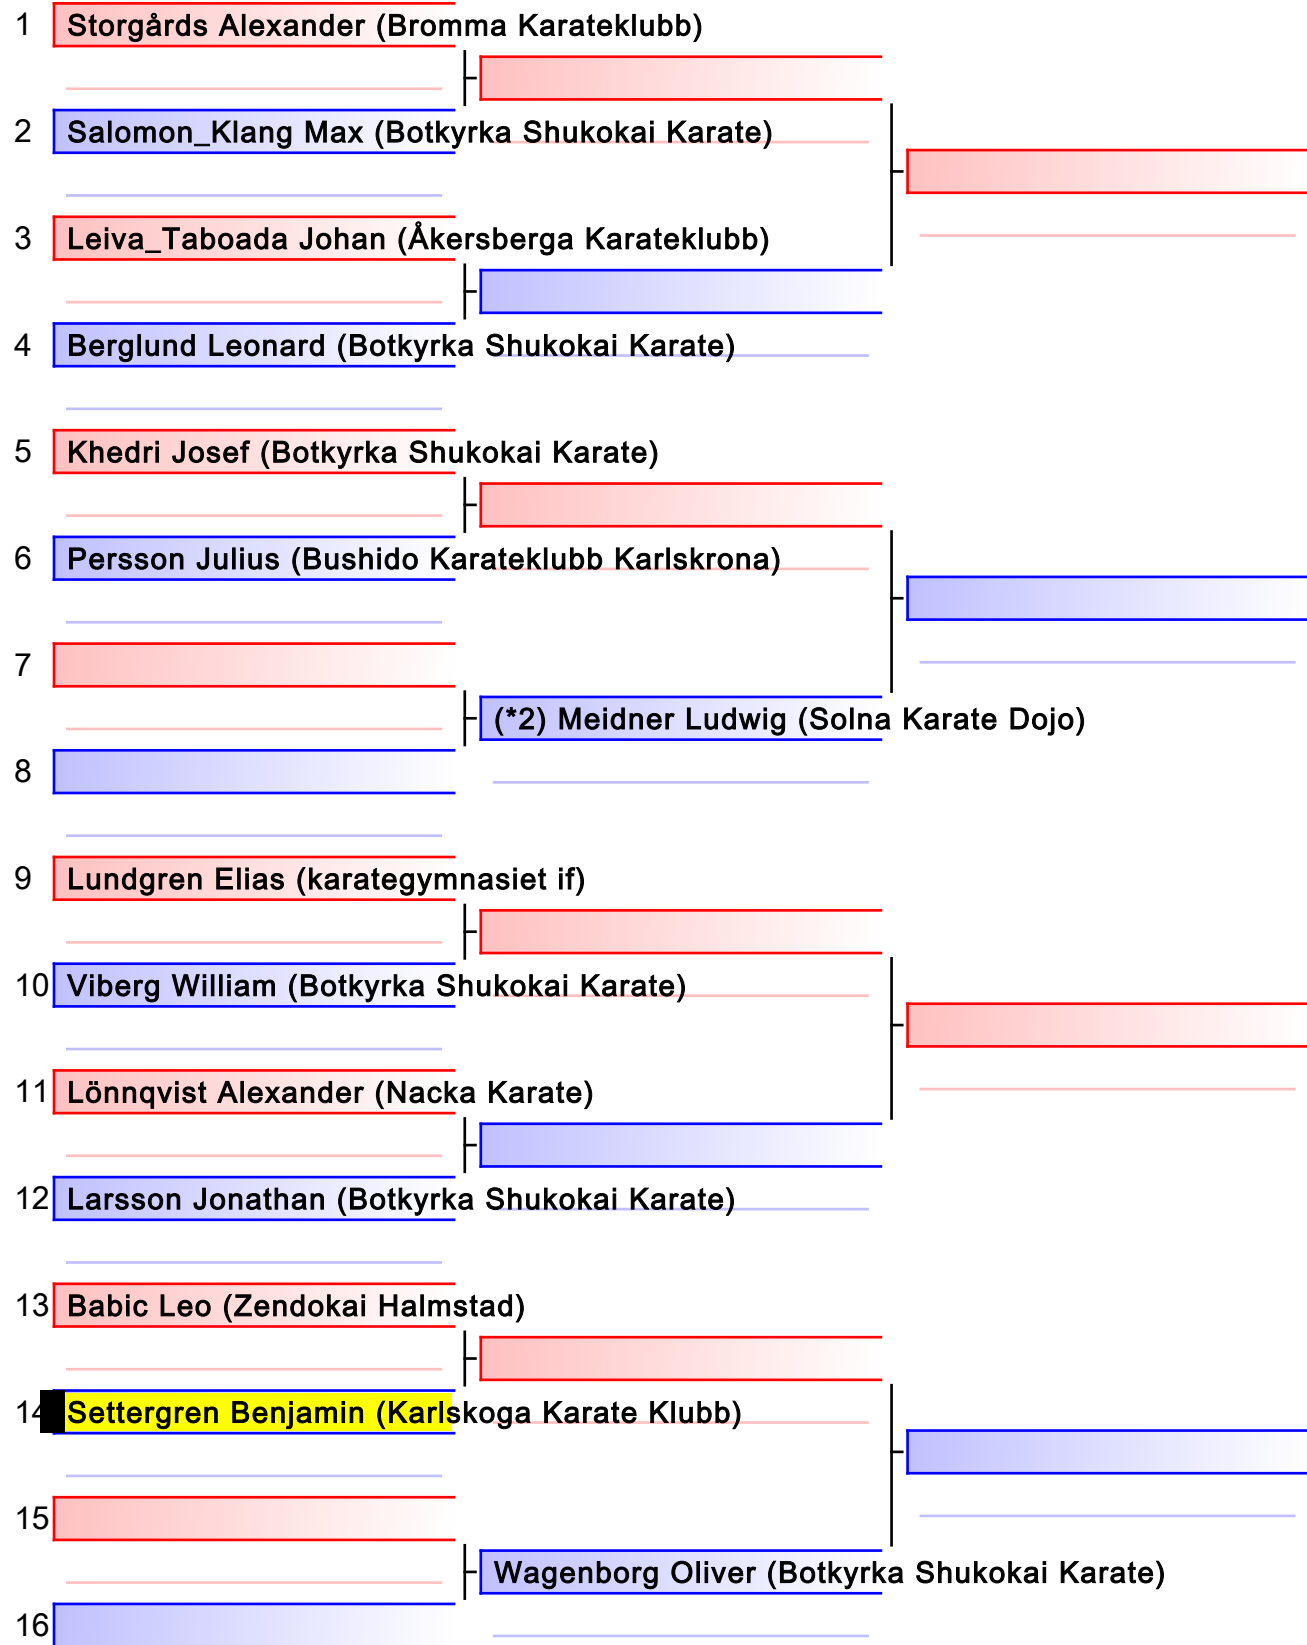 1 Storgårds Alexander (Bromma Karateklubb)
2 Salomon_Klang Max (Botkyrka Shukokai Karate)
3 Leiva_Taboada Johan (Åkersberga Karateklubb)
4 Berglund Leonard (Botkyrka Shukokai Karate)
5 Khedri Josef (Botkyrka Shukokai Karate)
6 Persson Julius (Bushido Karateklubb Karlskrona)
7
(*2) Meidner Ludwig (Solna Karate Dojo)
8
9 Lundgren Elias (karategymnasiet if)
10 Viberg William (Botkyrka Shukokai Karate)
11 Lönnqvist Alexander (Nacka Karate)
12 Larsson Jonathan (Botkyrka Shukokai Karate)
13 Babic Leo (Zendokai Halmstad)
14 Settergren Benjamin (Karlskoga Karate Klubb)
15
Wagenborg Oliver (Botkyrka Shukokai Karate)
16